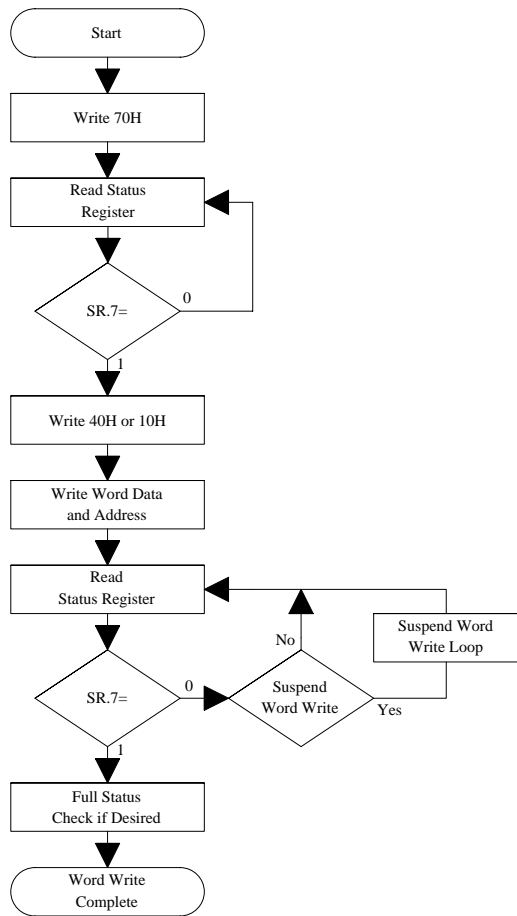 Start
Write 70H
Read Status
Register
SR.7=
0
1
Write 40H or 10H
Write Word Data
and Address
Read
Status Register
No
Suspend Word
Write Loop
SR.7=
0
Suspend
Word Write
Yes
1
Full Status
Check if Desired
Word Write
Complete